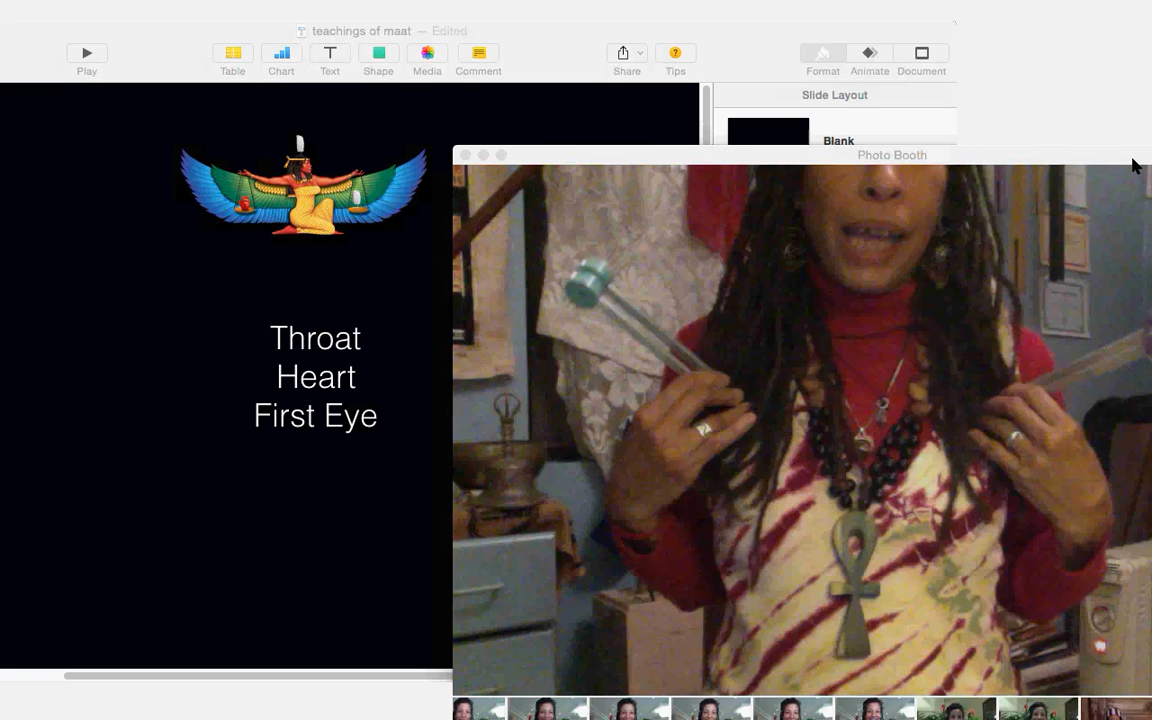 teachings of maat — Edited
Play
Table
Chart
Text
Shape
Media
Comment
Share
Tips
Format
Animate
Document
Slide Layout
Blank
Photo Booth
Throat
Heart
First Eye